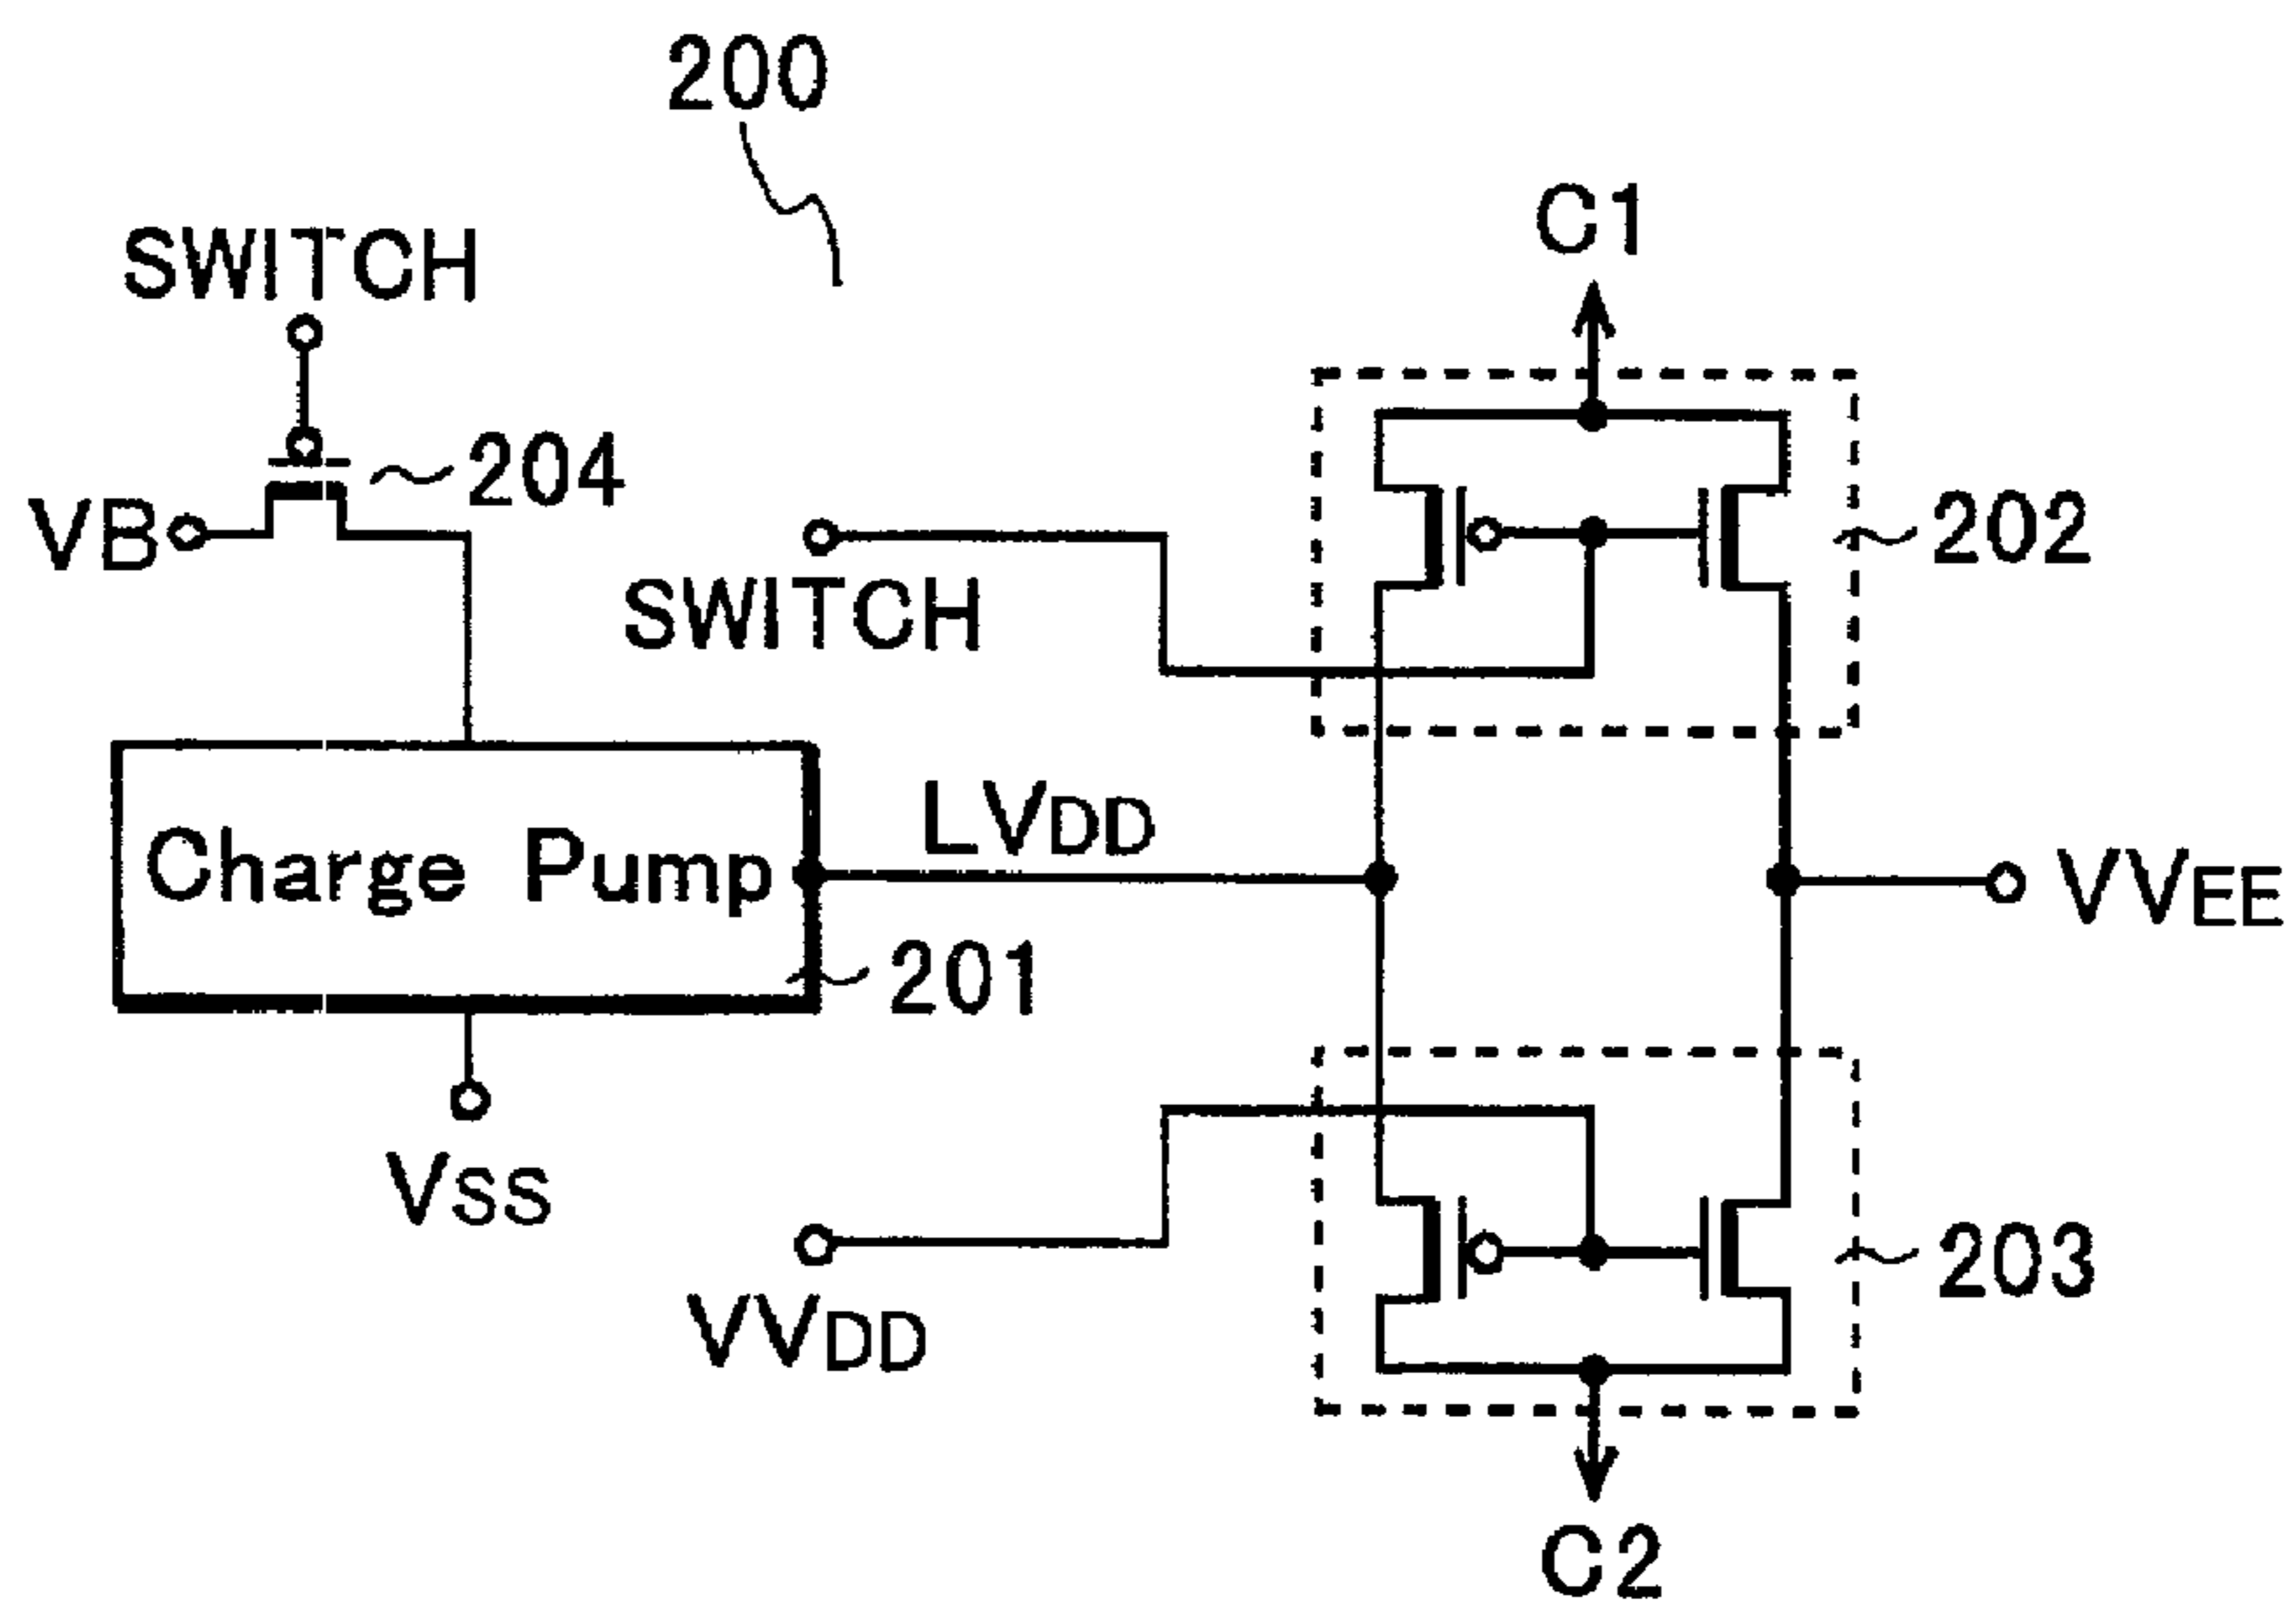 200
C1
SWITCH
204
VB
202
SWITCH
LVDD
Charge Pump
VVEE
201
VSS
203
VVDD
C2